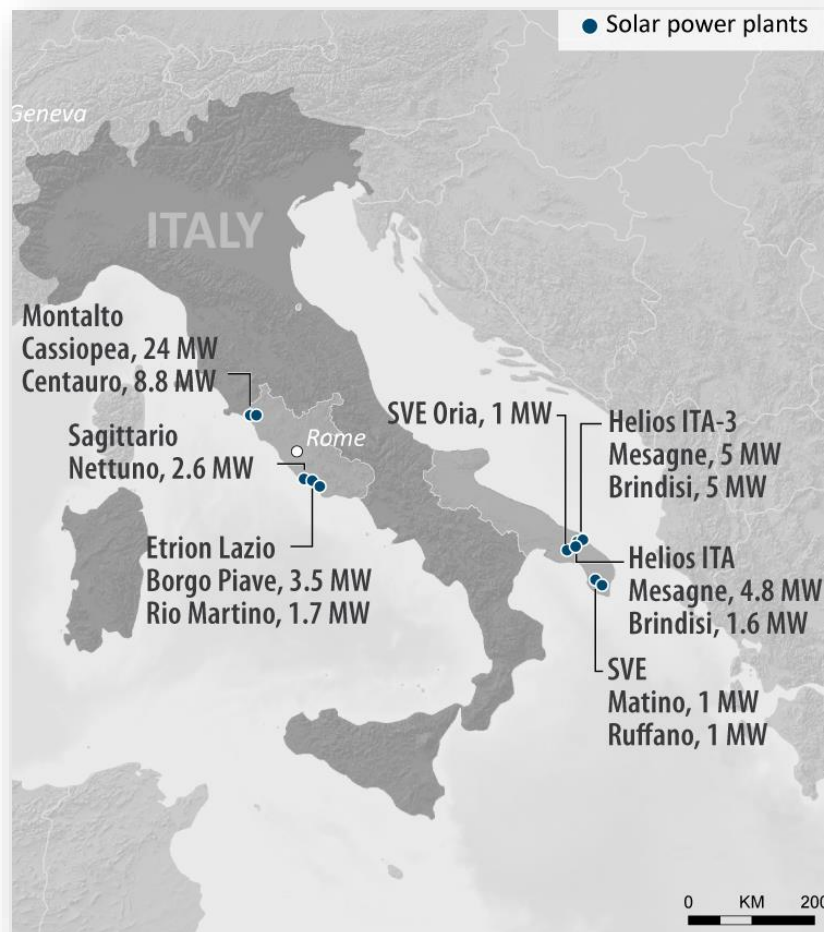 Solar power plants
Geneva
ITALY
Montalto
Cassiopea, 24 MW
Centauro, 8.8 MW
Sagittario
Nettuno, 2.6 MW
Rome
Etrion Lazio
Borgo Piave, 3.5 MW
Rio Martino, 1.7 MW
SVE Oria, 1 MW
Helios ITA-3
Mesagne, 5 MW
Brindisi, 5 MW
Helios ITA
Mesagne, 4.8 MW
Brindisi, 1.6 MW
SVE
Matino, 1 MW
Ruffano, 1 MW
0 KM 200